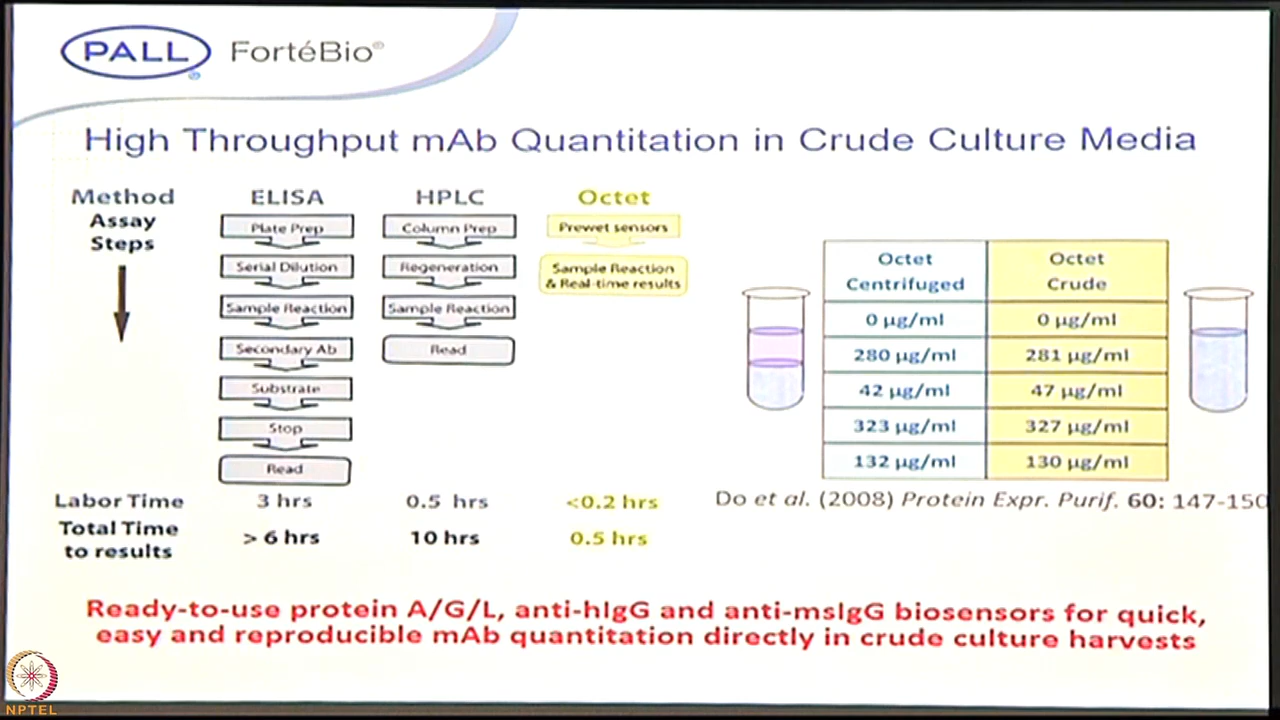 PALL
®
FortéBio®
High Throughput mAb Quantitation in Crude Culture Media
Method
Assay
Steps
ELISA
Plate Prep
Serial Dilution
Sample Reaction
Secondary Ab
Substrate
Stop
Read
HPLC
Column Prep
Regeneration
Sample Reaction
Read
Octet
Prewet sensors
Sample Reaction
& Real-time results
Labor Time 3 hrs 0.5 hrs <0.2 hrs
Total Time
to results
> 6 hrs 10 hrs 0.5 hrs
Octet Octet
Centrifuged Crude
0 µg/ml 0 µg/ml
280 µg/ml 281 µg/ml
42 µg/ml 47 µg/ml
323 µg/ml 327 µg/ml
132 µg/ml 130 µg/ml
Do et al. (2008) Protein Expr. Purif. 60: 147-150
Ready-to-use protein A/G/L, anti-hIgG and anti-msIgG biosensors for quick,
easy and reproducible mAb quantitation directly in crude culture harvests
NPTEL